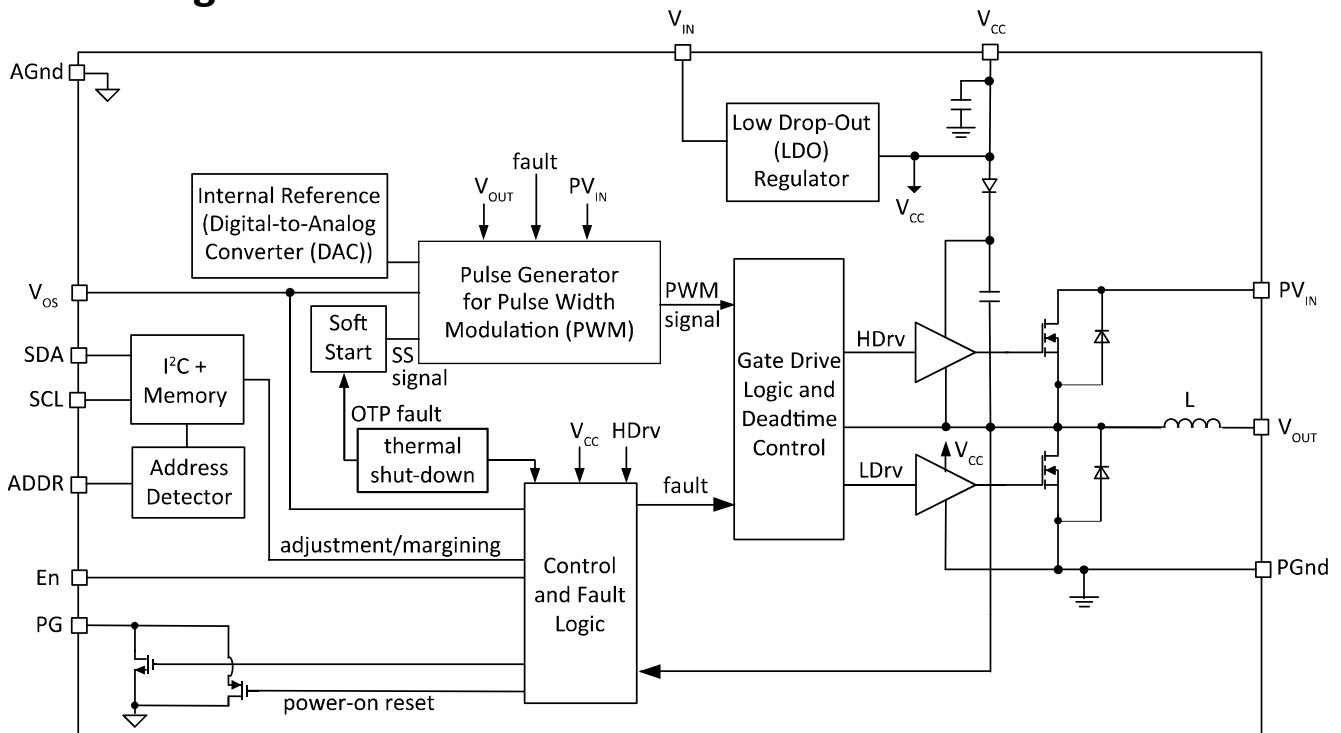 g
V_IN
V_CC
AGnd
Low Drop-Out
(LDO)
Regulator
fault
V_OUT
PV_IN
V_CC
Internal Reference
(Digital-to-Analog
Converter (DAC))
Pulse Generator
for Pulse Width
Modulation (PWM)
V_OS
PWM
signal
PV_IN
Soft
Start
SS
signal
SDA
I²C +
Memory
SCL
HDrv
Gate Drive
Logic and
Deadtime
Control
L
OTP fault
V_CC
HDrv
thermal
shut-down
V_OUT
V_CC
Address
Detector
ADDR
LDrv
fault
adjustment/margining
Control
and Fault
Logic
En
PGnd
PG
power-on reset